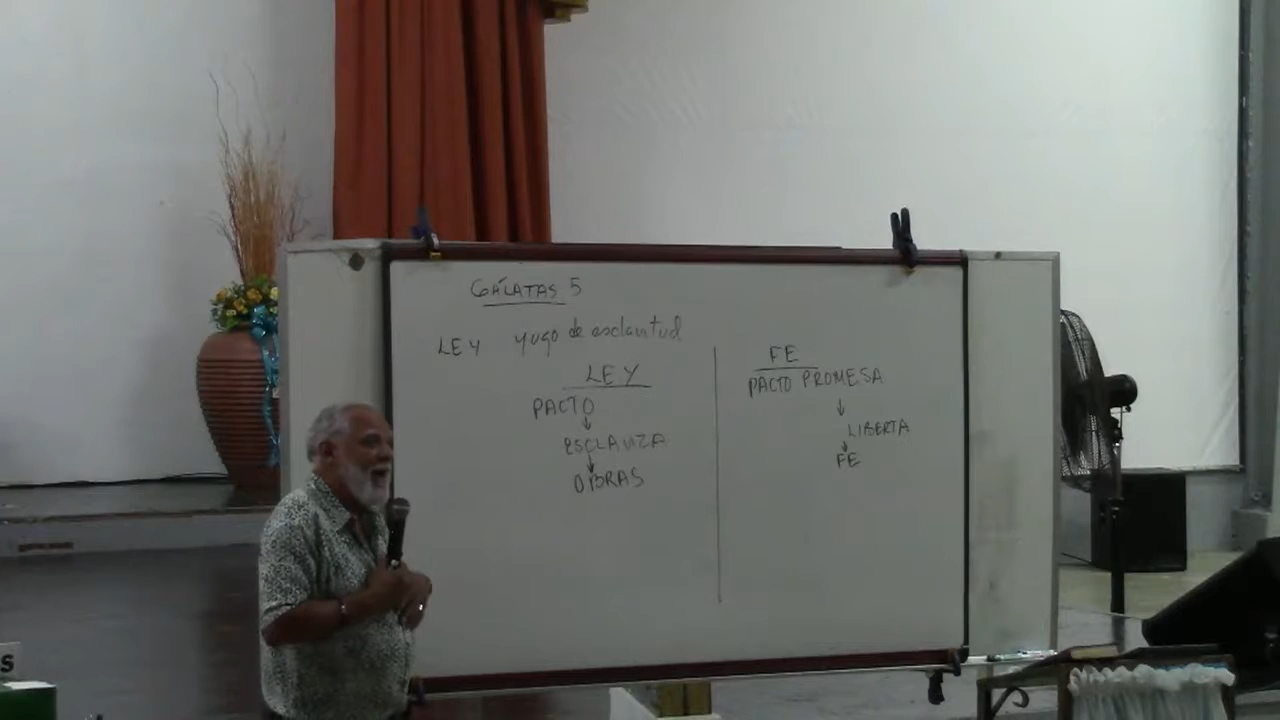 GÁLATAS 5
LEY yugo de esclavitud
LEY
PACTO
↓
ESCLAVIZA
↓
OBRAS
FE
PACTO PROMESA
↓
LIBERTA
↓
FE
S